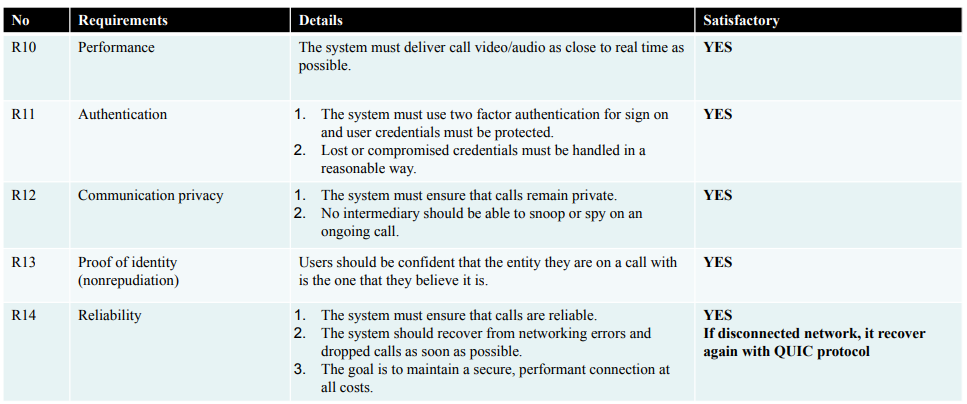 No Requirements Details Satisfactory
R10 Performance The system must deliver call video/audio as close to real time as YES
possible.
R11 Authentication 1. The system must use two factor authentication for sign on YES
and user credentials must be protected.
2. Lost or compromised credentials must be handled in a
reasonable way.
R12 Communication privacy 1. The system must ensure that calls remain private. YES
2. No intermediary should be able to snoop or spy on an
ongoing call.
R13 Proof of identity Users should be confident that the entity they are on a call with YES
(nonrepudiation) is the one that they believe it is.
R14 Reliability 1. The system must ensure that calls are reliable. YES
2. The system should recover from networking errors and If disconnected network, it recover
dropped calls as soon as possible. again with QUIC protocol
3. The goal is to maintain a secure, performant connection at
all costs.